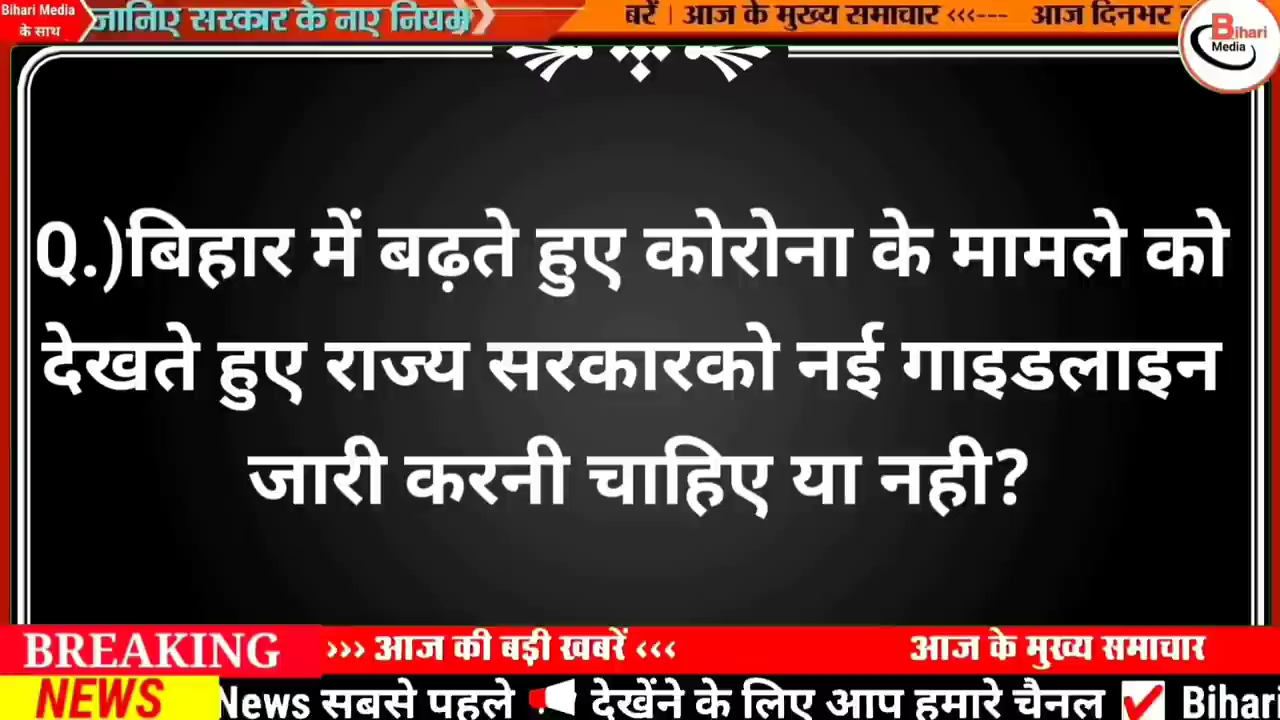 Bihari Media
के साथ
जानिए सरकार के नए नियम
बरें | आज के मुख्य समाचार <<<--- आज दिनभर
Bihari
Media
Q.)बिहार में बढ़ते हुए कोरोना के मामले को
देखते हुए राज्य सरकारको नई गाइडलाइन
जारी करनी चाहिए या नही?
BREAKING
NEWS
>>> आज की बड़ी खबरें <<< आज के मुख्य समाचार
News सबसे पहले देखेंने के लिए आप हमारे चैनल Bihari